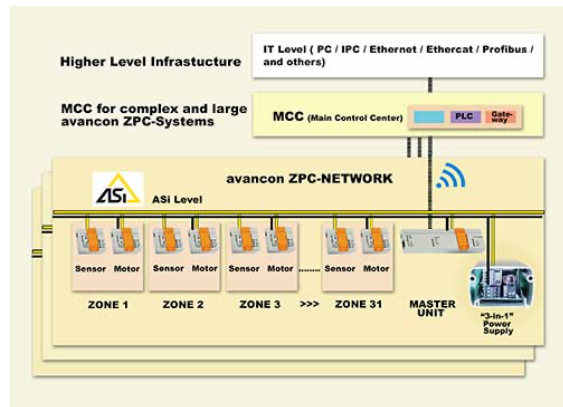 IT Level ( PC / IPC / Ethernet / Ethercat / Profibus /
and others)
Higher Level Infrastucture
MCC for complex and large
avancon ZPC-Systems
MCC (Main Control Center)
PLC
Gate-
way
ASi
ASi Level
avancon ZPC-NETWORK
Sensor Motor Sensor Motor Sensor Motor ........ Sensor Motor
ZONE 1 ZONE 2 ZONE 3 >>> ZONE 31
MASTER
UNIT
"3-in-1"
Power
Supply